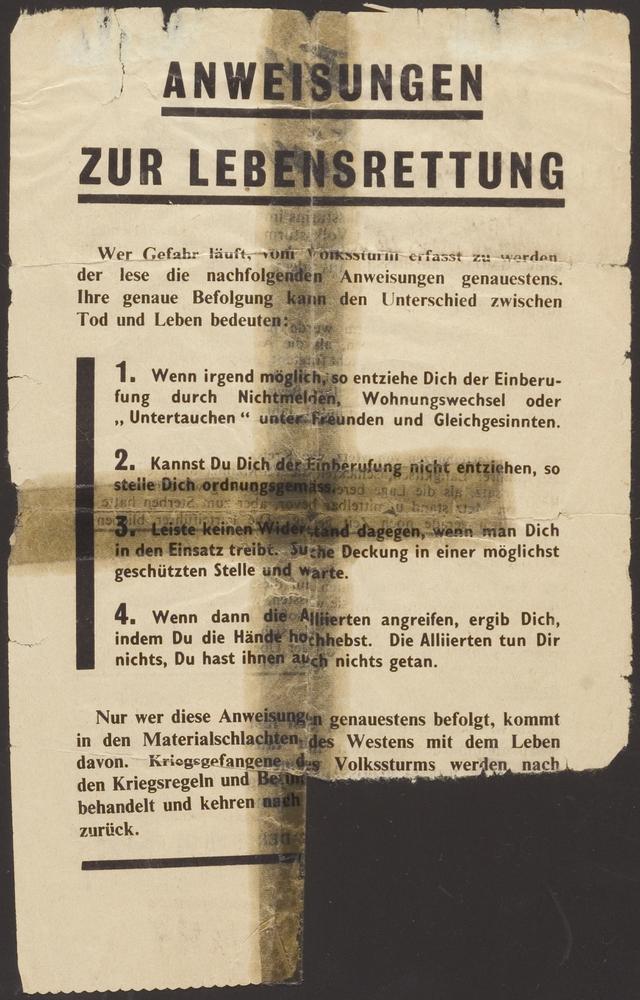 ANWEISUNGEN
ZUR LEBENSRETTUNG
Wer Gefahr läuft, vom Volkssturm erfasst zu werden
der lese die nachfolgenden Anweisungen genauestens.
Ihre genaue Befolgung kann den Unterschied zwischen
Tod und Leben bedeuten:
1. Wenn irgend möglich, so entziehe Dich der Einberu-
fung durch Nichtmelden, Wohnungswechsel oder
„Untertauchen“ unter Freunden und Gleichgesinnten.
2. Kannst Du Dich der Einberufung nicht entziehen, so
stelle Dich ordnungsgemäss.
3. Leiste keinen Widerstand dagegen, wenn man Dich
in den Einsatz treibt. Suche Deckung in einer möglichst
geschützten Stelle und warte.
4. Wenn dann die Alliierten angreifen, ergib Dich,
indem Du die Hände hochhebst. Die Alliierten tun Dir
nichts, Du hast ihnen auch nichts getan.
Nur wer diese Anweisungen genauestens befolgt, kommt
in den Materialschlachten des Westens mit dem Leben
davon. Kriegsgefangene des Volkssturms werden nach
den Kriegsregeln und
behandelt und kehren nach
zurück.